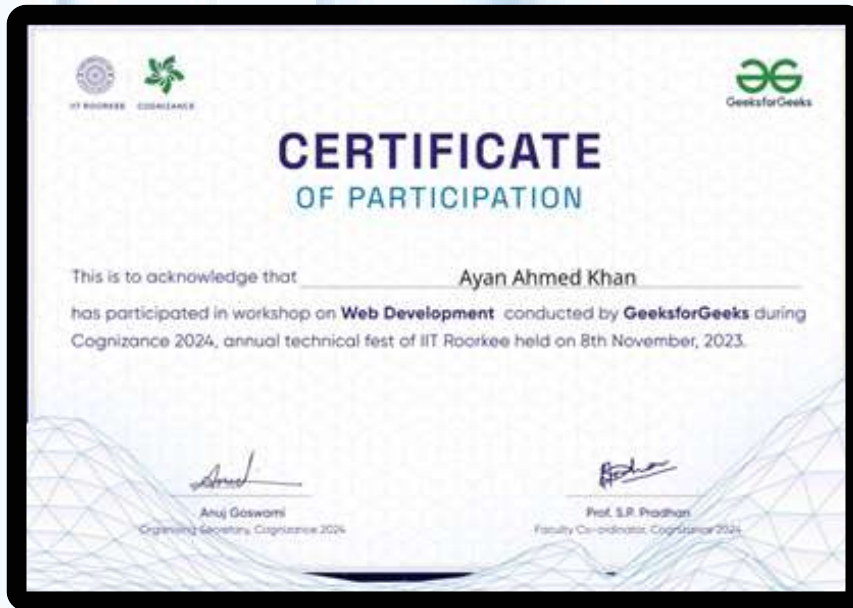 IIT ROORKEE COGNIZANCE
GeeksforGeeks
CERTIFICATE
OF PARTICIPATION
This is to acknowledge that Ayan Ahmed Khan
has participated in workshop on Web Development conducted by GeeksforGeeks during
Cognizance 2024, annual technical fest of IIT Roorkee held on 8th November, 2023.
Anuj Goswami
Organising Secretary, Cognizance 2024
Prof. S.P. Pradhan
Faculty Co-ordinator, Cognizance 2024